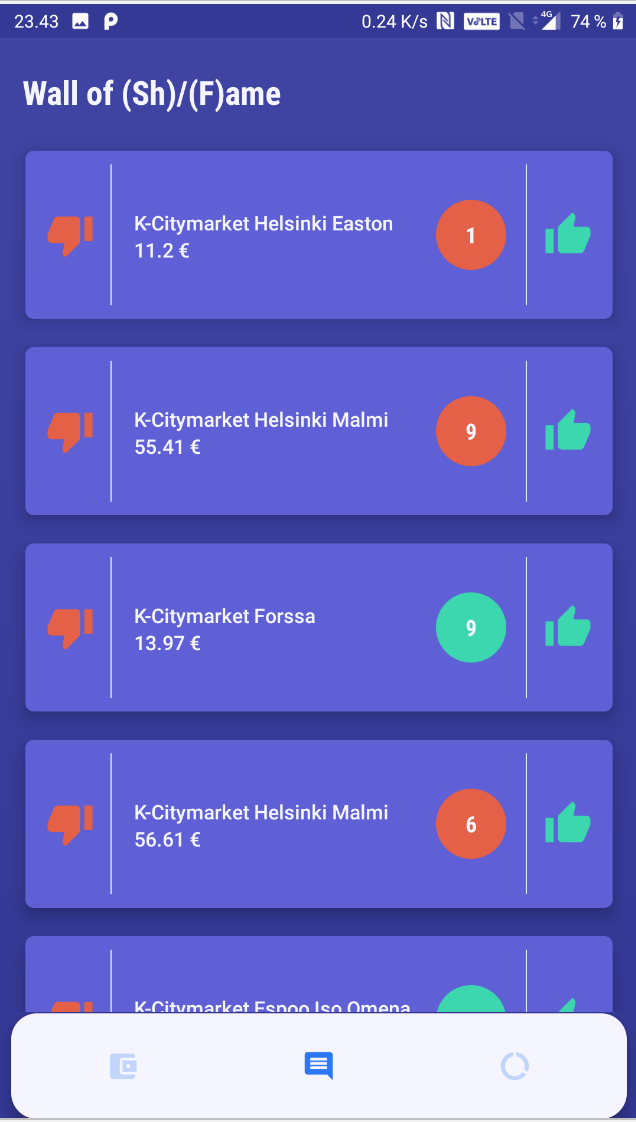 23.43 0.24 K/s VoLTE 4G 74 %
Wall of (Sh)/(F)ame
K-Citymarket Helsinki Easton
11.2 €
1
K-Citymarket Helsinki Malmi
55.41 €
9
K-Citymarket Forssa
13.97 €
9
K-Citymarket Helsinki Malmi
56.61 €
6
K-Citymarket Espoo Iso Omena